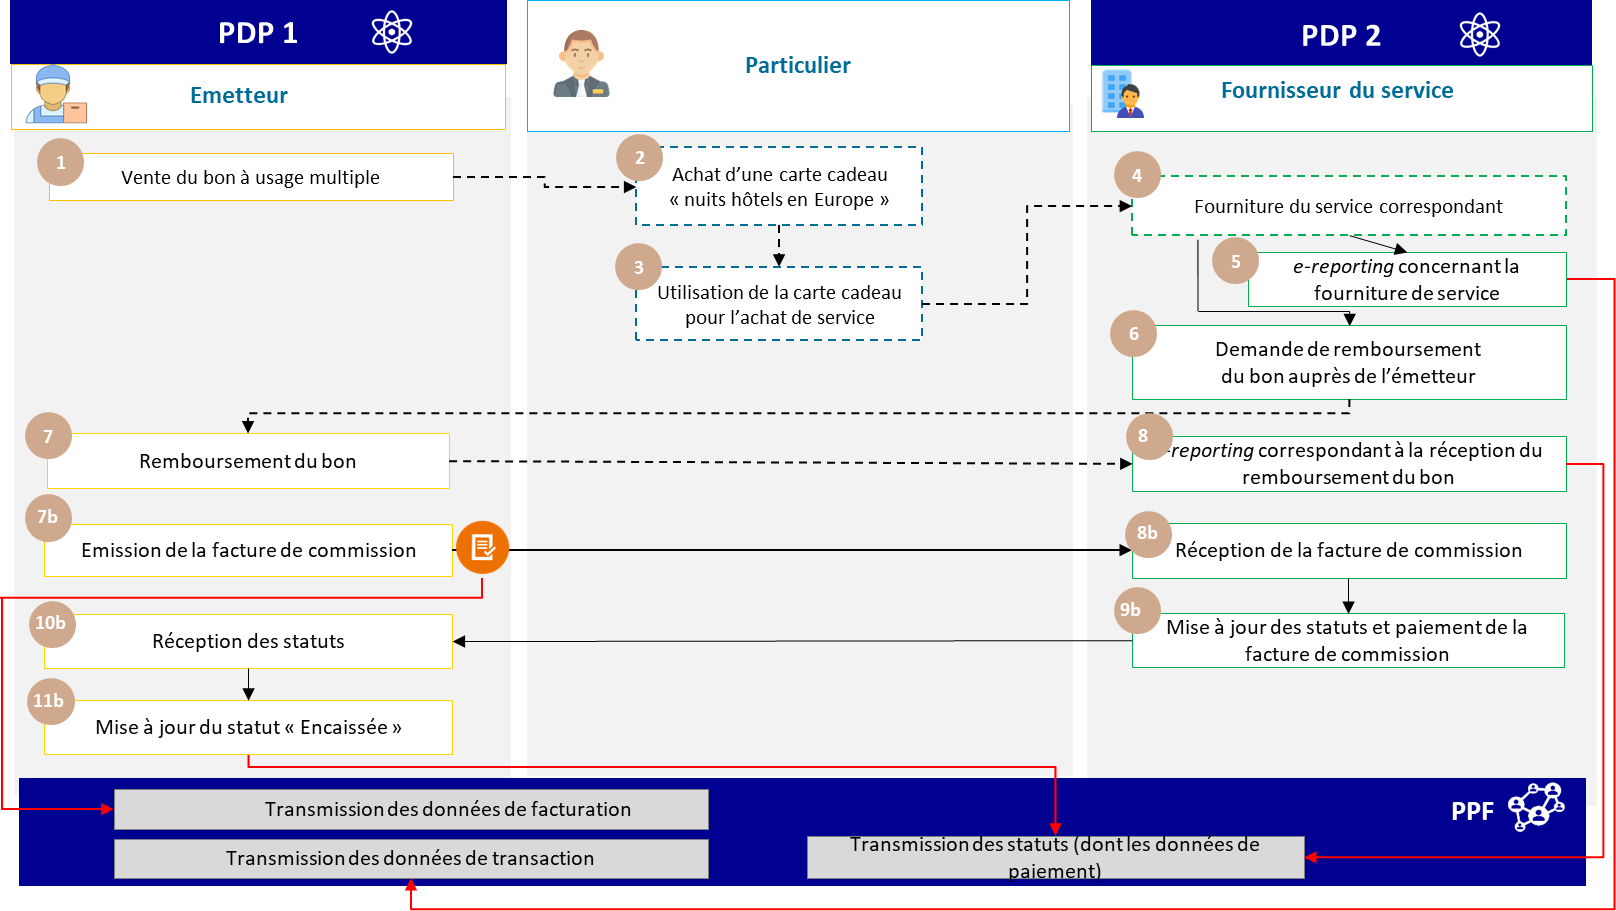 PDP 1
Emetteur
Particulier
PDP 2
Fournisseur du service
1
Vente du bon à usage multiple
2
Achat d’une carte cadeau
« nuits hôtels en Europe »
3
Utilisation de la carte cadeau
pour l’achat de service
4
Fourniture du service correspondant
5
e-reporting concernant la
fourniture de service
6
Demande de remboursement
du bon auprès de l’émetteur
7
Remboursement du bon
8
-reporting correspondant à la réception du
remboursement du bon
7b
Emission de la facture de commission
8b
Réception de la facture de commission
9b
Mise à jour des statuts et paiement de la
facture de commission
10b
Réception des statuts
11b
Mise à jour du statut « Encaissée »
Transmission des données de facturation
Transmission des données de transaction
Transmission des statuts (dont les données de
paiement)
PPF